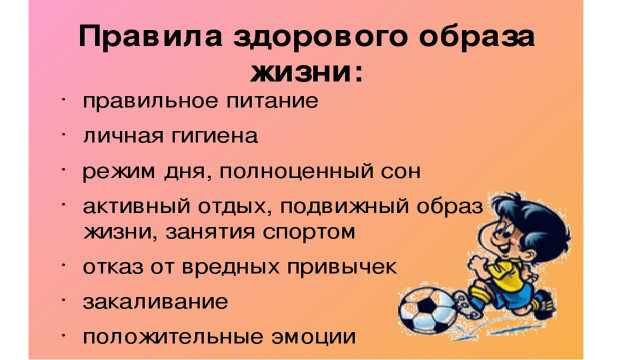 Правила здорового образа
жизни:
· правильное питание
· личная гигиена
· режим дня, полноценный сон
· активный отдых, подвижный образ
жизни, занятия спортом
· отказ от вредных привычек
· закаливание
· положительные эмоции